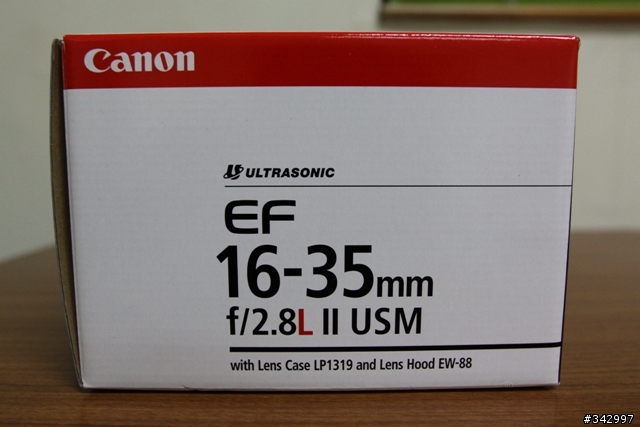 Canon
ULTRASONIC
EF
16-35mm
f/2.8L II USM
with Lens Case LP1319 and Lens Hood EW-88
#342997